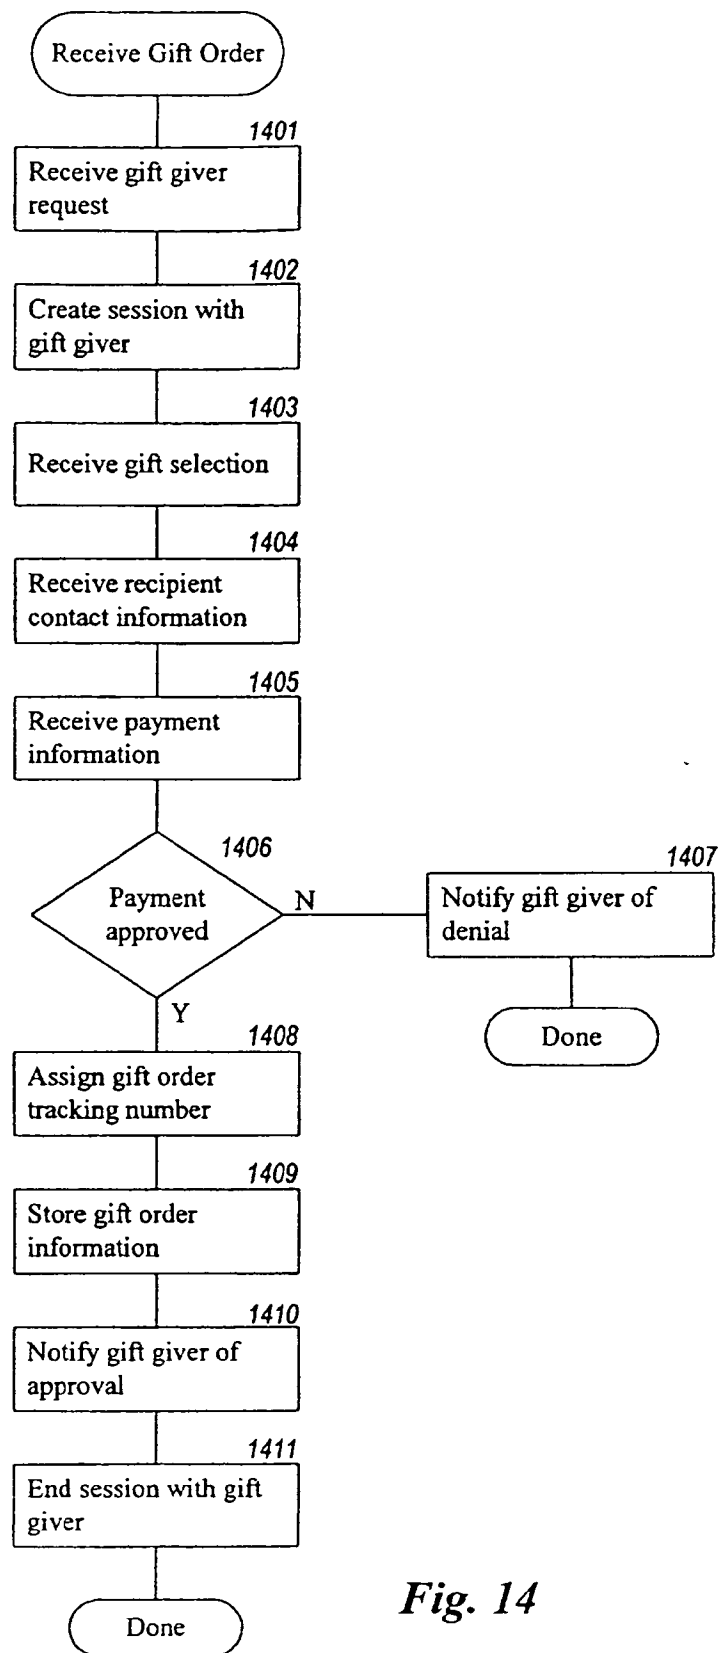 Receive Gift Order
1401
Receive gift giver
request
1402
Create session with
gift giver
1403
Receive gift selection
1404
Receive recipient
contact information
1405
Receive payment
information
1406
Payment
approved
N
1407
Notify gift giver of
denial
Done
Y
1408
Assign gift order
tracking number
1409
Store gift order
information
1410
Notify gift giver of
approval
1411
End session with gift
giver
Done
Fig. 14